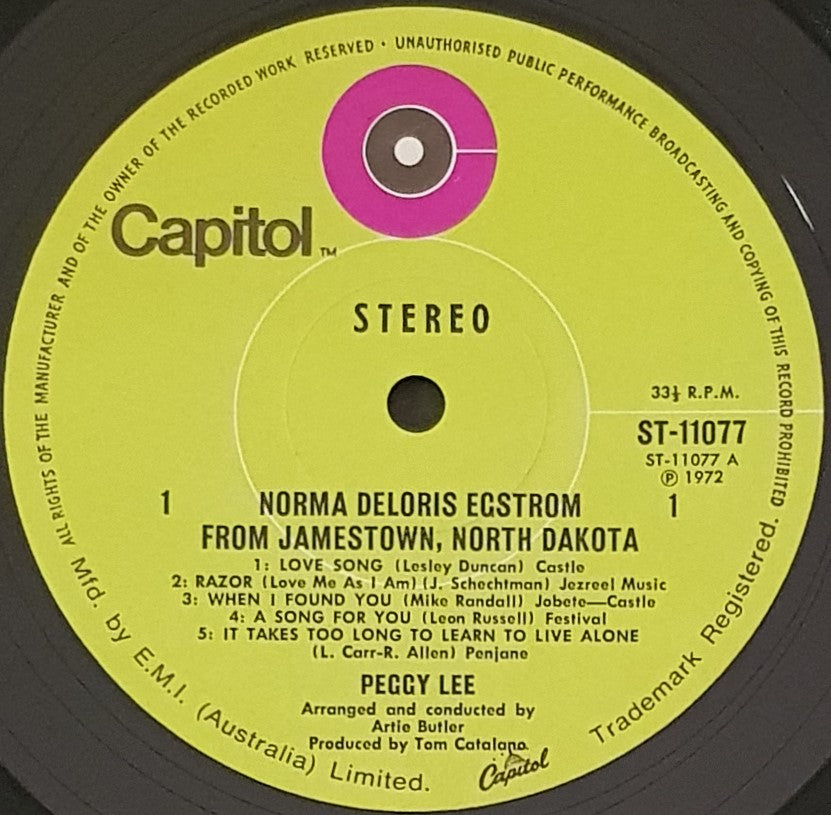 ALL RIGHTS OF THE MANUFACTURER AND OF THE OWNER OF THE RECORDED WORK RESERVED • UNAUTHORISED PUBLIC PERFORMANCE BROADCASTING AND COPYING OF THIS RECORD PROHIBITED
Capitol™
STEREO
33⅓ R.P.M.
ST-11077
ST-11077 A
℗ 1972
1 NORMA DELORIS EGSTROM 1
FROM JAMESTOWN, NORTH DAKOTA
1: LOVE SONG (Lesley Duncan) Castle
2: RAZOR (Love Me As I Am) (J. Schechtman) Jezreel Music
3: WHEN I FOUND YOU (Mike Randall) Jobete—Castle
4: A SONG FOR YOU (Leon Russell) Festival
5: IT TAKES TOO LONG TO LEARN TO LIVE ALONE
(L. Carr-R. Allen) Penjane
PEGGY LEE
Arranged and conducted by
Artie Butler
Produced by Tom Catalano
Capitol
Mfd. by E.M.I. (Australia) Limited.
Trademark Registered.